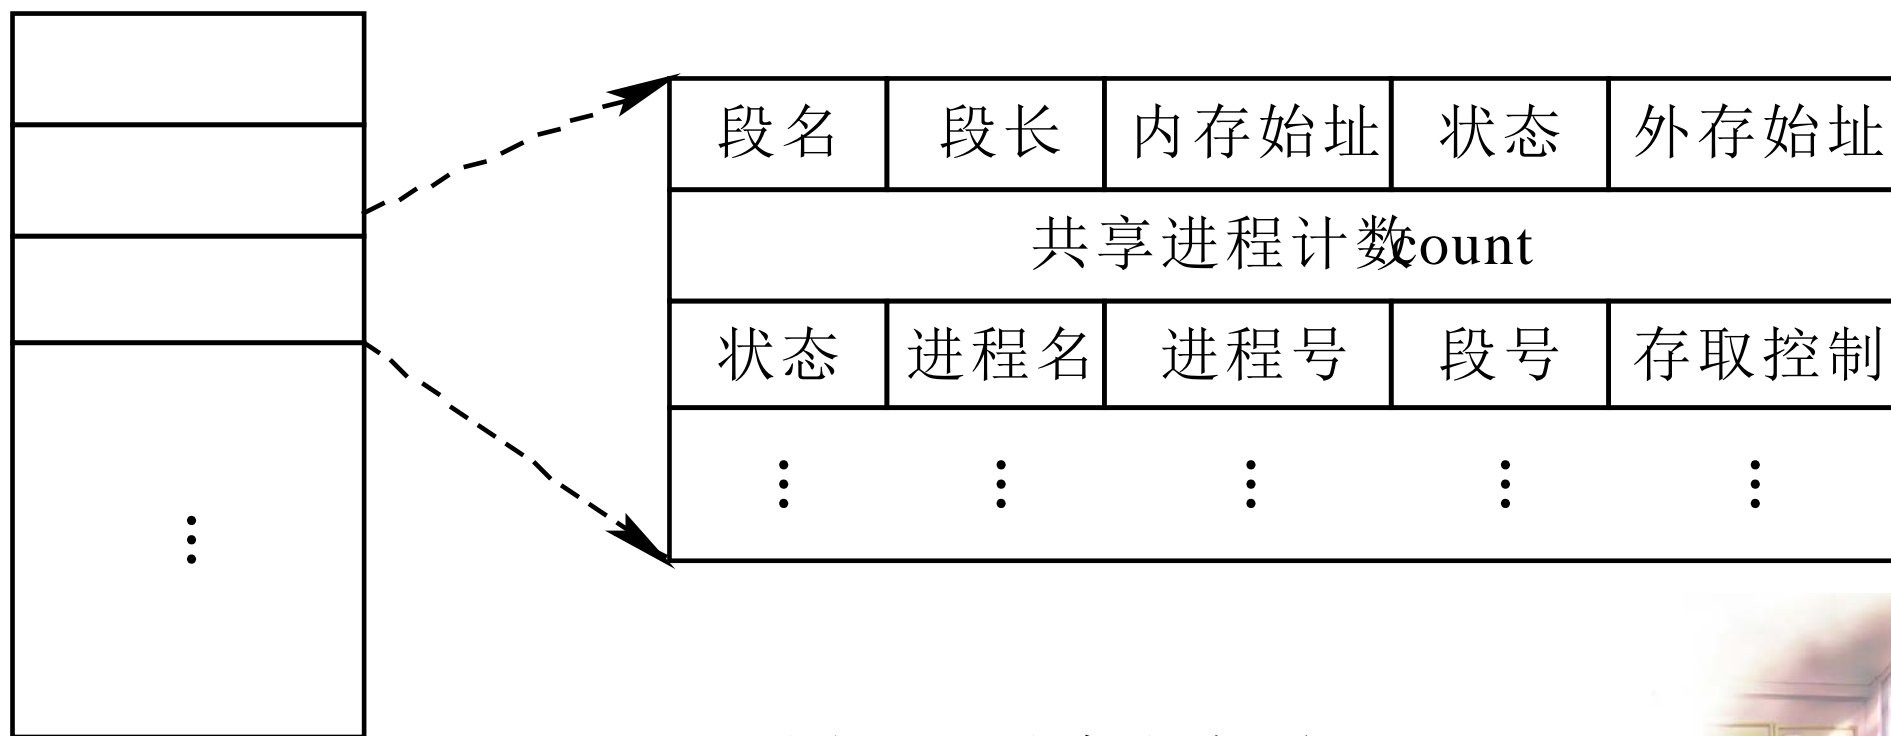 段名 段长 内存始址 状态 外存始址
共享进程计数count
状态 进程名 进程号 段号 存取控制